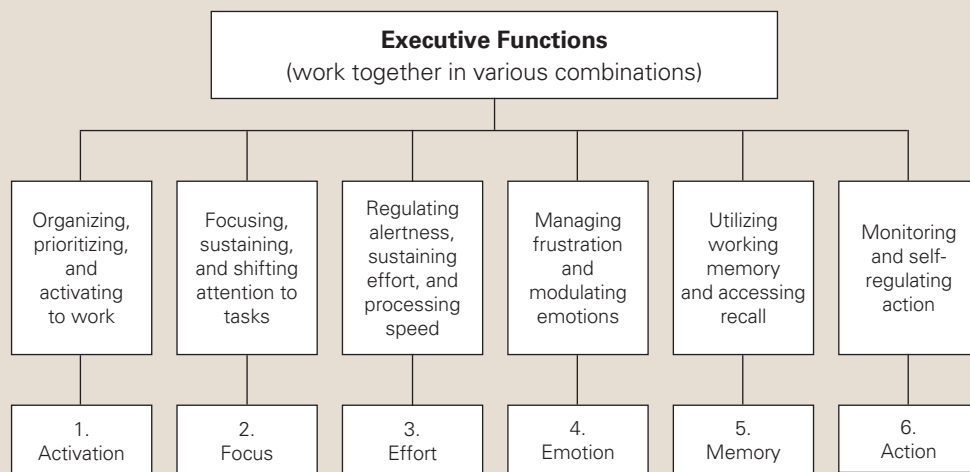 Executive Functions
(work together in various combinations)
Organizing,
prioritizing,
and
activating
to work
Focusing,
sustaining,
and shifting
attention to
tasks
Regulating
alertness,
sustaining
effort, and
processing
speed
Managing
frustration
and
modulating
emotions
Utilizing
working
memory
and accessing
recall
Monitoring
and self-
regulating
action
1.
Activation
2.
Focus
3.
Effort
4.
Emotion
5.
Memory
6.
Action